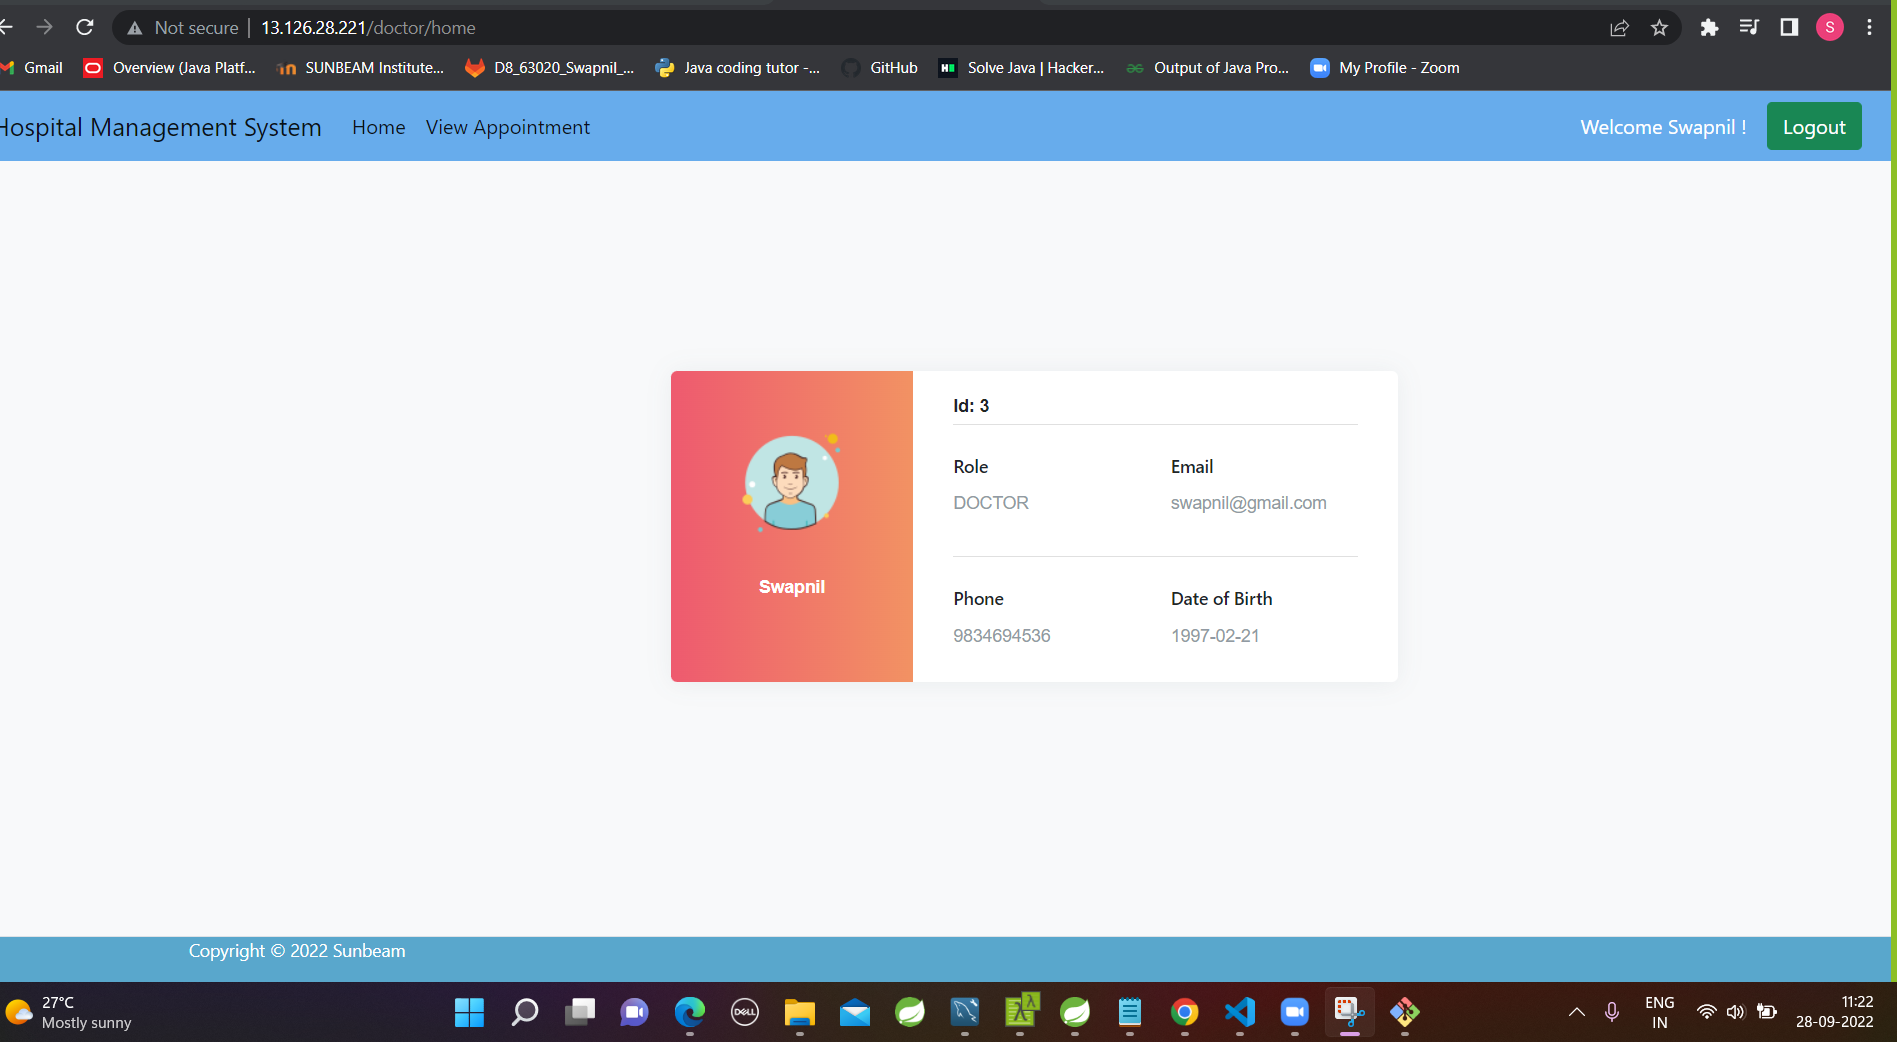 Not secure | 13.126.28.221/doctor/home
S
Gmail Overview (Java Platf... in SUNBEAM Institute... D8_63020_Swapnil_... Java coding tutor -... GitHub H Solve Java | Hacker... Output of Java Pro... My Profile - Zoom
Hospital Management System Home View Appointment Welcome Swapnil ! Logout
Id: 3
Role Email
DOCTOR swapnil@gmail.com
Swapnil
Phone Date of Birth
9834694536 1997-02-21
Copyright © 2022 Sunbeam
27°C
Mostly sunny
DELL
λ
λ
ENG
IN
11:22
28-09-2022